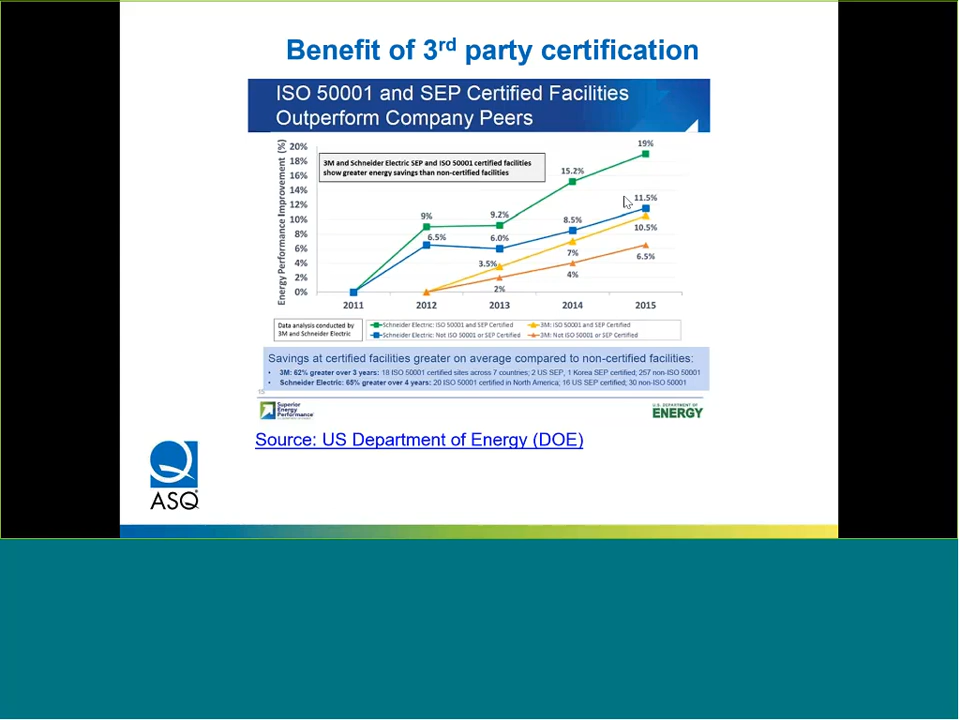 Benefit of 3rd party certification
ISO 50001 and SEP Certified Facilities
Outperform Company Peers
Energy Performance Improvement (%)
20%
18%
16%
14%
12%
10%
8%
6%
4%
2%
0%
3M and Schneider Electric SEP and ISO 50001 certified facilities
show greater energy savings than non-certified facilities
19%
15.2%
11.5%
9%
9.2%
8.5%
10.5%
6.5%
6.0%
7%
6.5%
3.5%
4%
2%
2011 2012 2013 2014 2015
Data analysis conducted by
3M and Schneider Electric
Schneider Electric: ISO 50001 and SEP Certified
3M: ISO 50001 and SEP Certified
Schneider Electric: Not ISO 50001 or SEP Certified
3M: Not ISO 50001 or SEP Certified
Savings at certified facilities greater on average compared to non-certified facilities:
• 3M: 62% greater over 3 years: 18 ISO 50001 certified sites across 7 countries; 2 US SEP, 1 Korea SEP certified; 257 non-ISO 50001
• Schneider Electric: 65% greater over 4 years: 20 ISO 50001 certified in North America; 16 US SEP certified; 30 non-ISO 50001
Superior
Energy
Performance
U.S. DEPARTMENT OF
ENERGY
Source: US Department of Energy (DOE)
ASQ